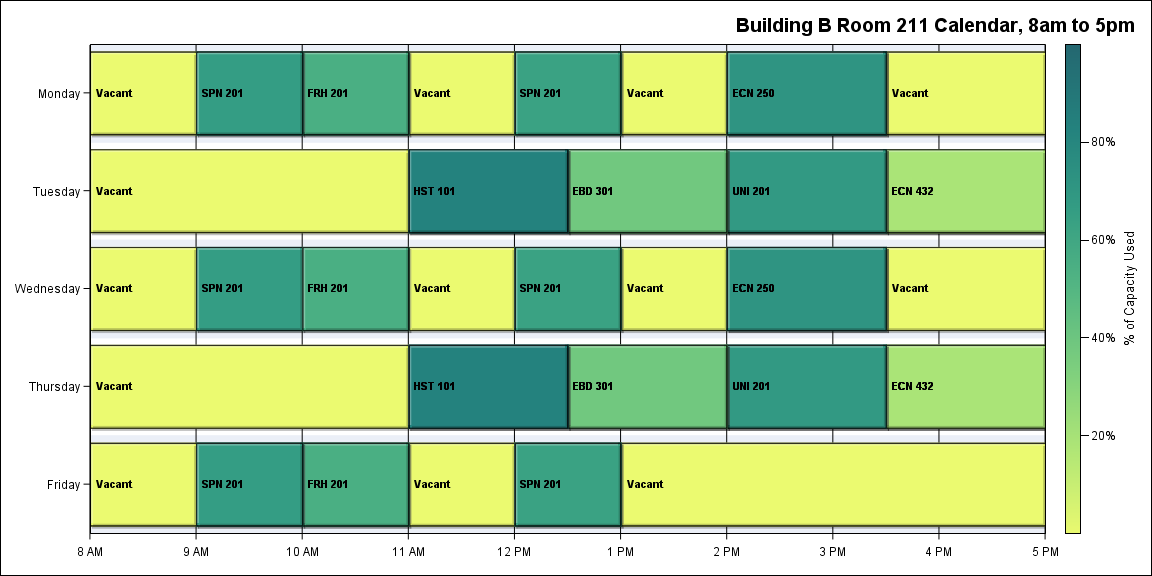 Building B Room 211 Calendar, 8am to 5pm
Monday
Vacant
SPN 201
FRH 201
Vacant
SPN 201
Vacant
ECN 250
Vacant
Tuesday
Vacant
HST 101
EBD 301
UNI 201
ECN 432
Wednesday
Vacant
SPN 201
FRH 201
Vacant
SPN 201
Vacant
ECN 250
Vacant
Thursday
Vacant
HST 101
EBD 301
UNI 201
ECN 432
Friday
Vacant
SPN 201
FRH 201
Vacant
SPN 201
Vacant
8 AM
9 AM
10 AM
11 AM
12 PM
1 PM
2 PM
3 PM
4 PM
5 PM
80%
60%
40%
20%
% of Capacity Used